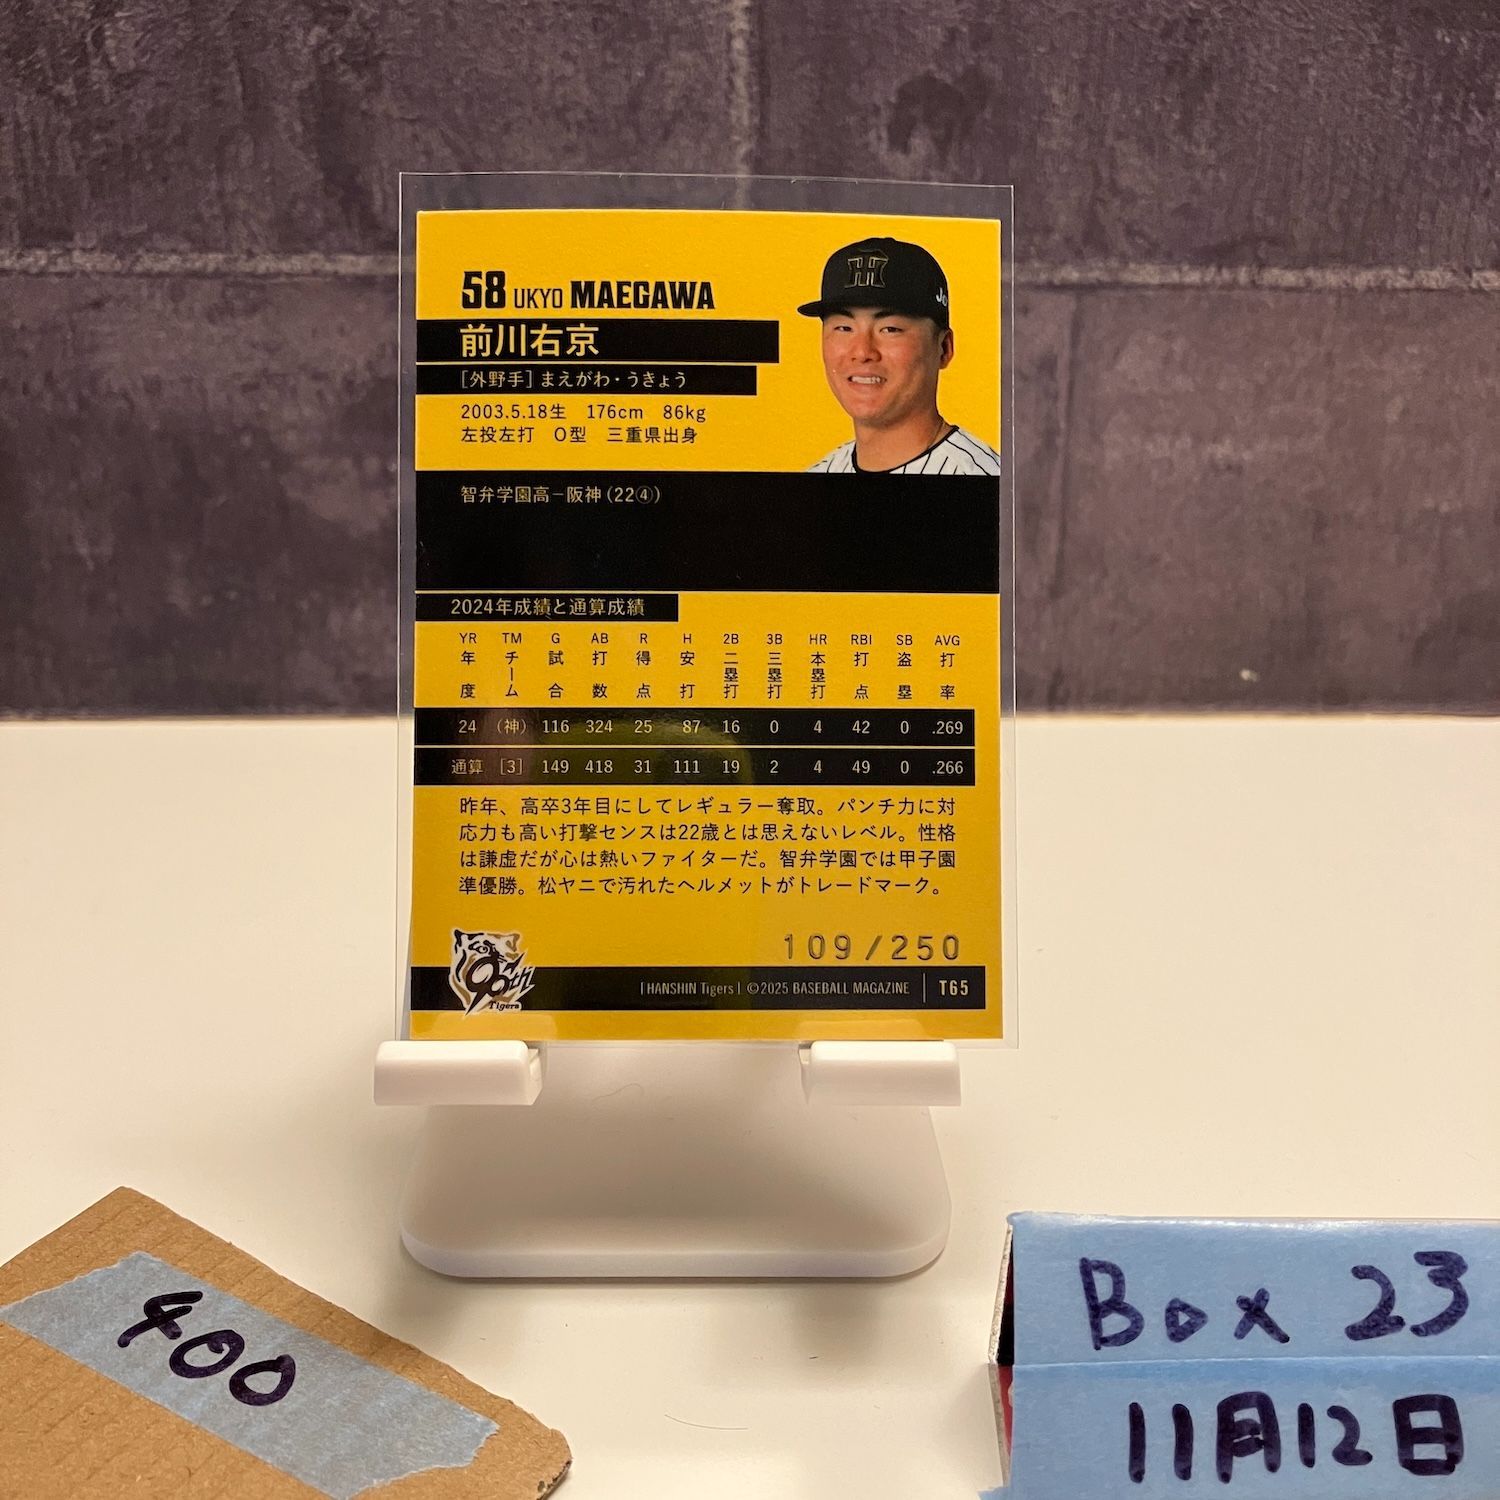 58 UKYO MAEGAWA
前川右京
[外野手] まえがわ・うきょう
2003.5.18生 176cm 86kg
左投左打 O型 三重県出身
智弁学園高－阪神(22④)
2024年成績と通算成績
YR TM G AB R H 2B 3B HR RBI SB AVG
年度 チーム 試合 打数 得点 安打 二塁打 三塁打 本塁打 打点 盗塁 打率
24 (神) 116 324 25 87 16 0 4 42 0 .269
通算 [3] 149 418 31 111 19 2 4 49 0 .266
昨年、高卒3年目にしてレギュラー奪取。パンチ力に対
応力も高い打撃センスは22歳とは思えないレベル。性格
は謙虚だが心は熱いファイターだ。智弁学園では甲子園
準優勝。松ヤニで汚れたヘルメットがトレードマーク。
109/250
90th
Tigers
| HANSHIN Tigers | ©2025 BASEBALL MAGAZINE | T65
400
Box 23
11月12日